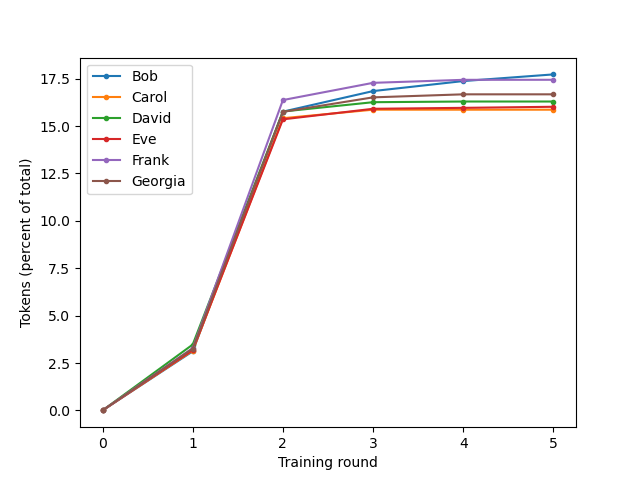 17.5
15.0
12.5
10.0
7.5
5.0
2.5
0.0
Tokens (percent of total)
Bob
Carol
David
Eve
Frank
Georgia
0 1 2 3 4 5
Training round